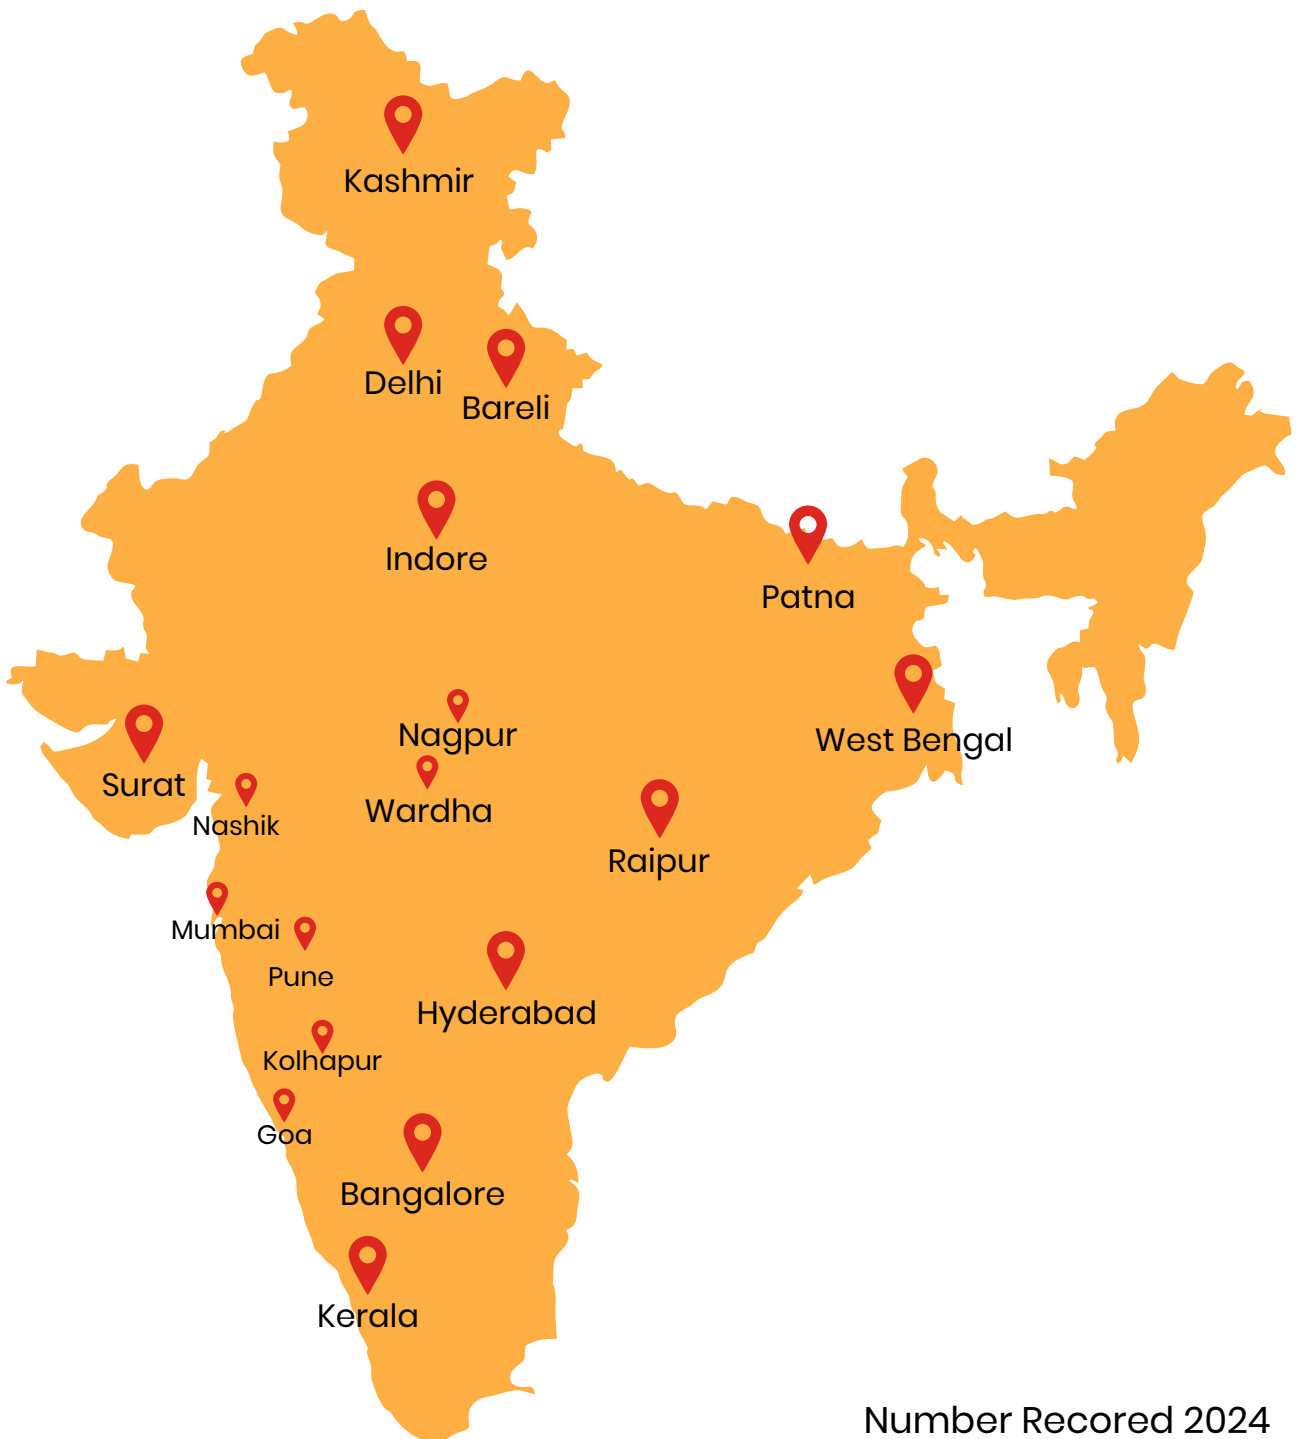 Kashmir
Delhi
Bareli
Indore
Patna
Nagpur
West Bengal
Surat
Wardha
Nashik
Raipur
Mumbai
Pune
Hyderabad
Kolhapur
Goa
Bangalore
Kerala
Number Recored 2024